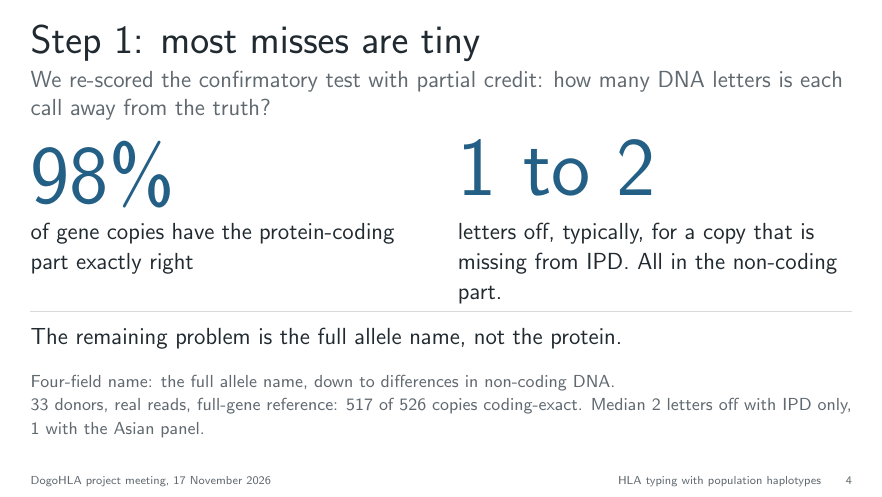 Step 1: most misses are tiny
We re-scored the confirmatory test with partial credit: how many DNA letters is each
call away from the truth?
98%
of gene copies have the protein-coding
part exactly right
1 to 2
letters off, typically, for a copy that is
missing from IPD. All in the non-coding
part.
The remaining problem is the full allele name, not the protein.
Four-field name: the full allele name, down to differences in non-coding DNA.
33 donors, real reads, full-gene reference: 517 of 526 copies coding-exact. Median 2 letters off with IPD only,
1 with the Asian panel.
DogoHLA project meeting, 17 November 2026
HLA typing with population haplotypes 4